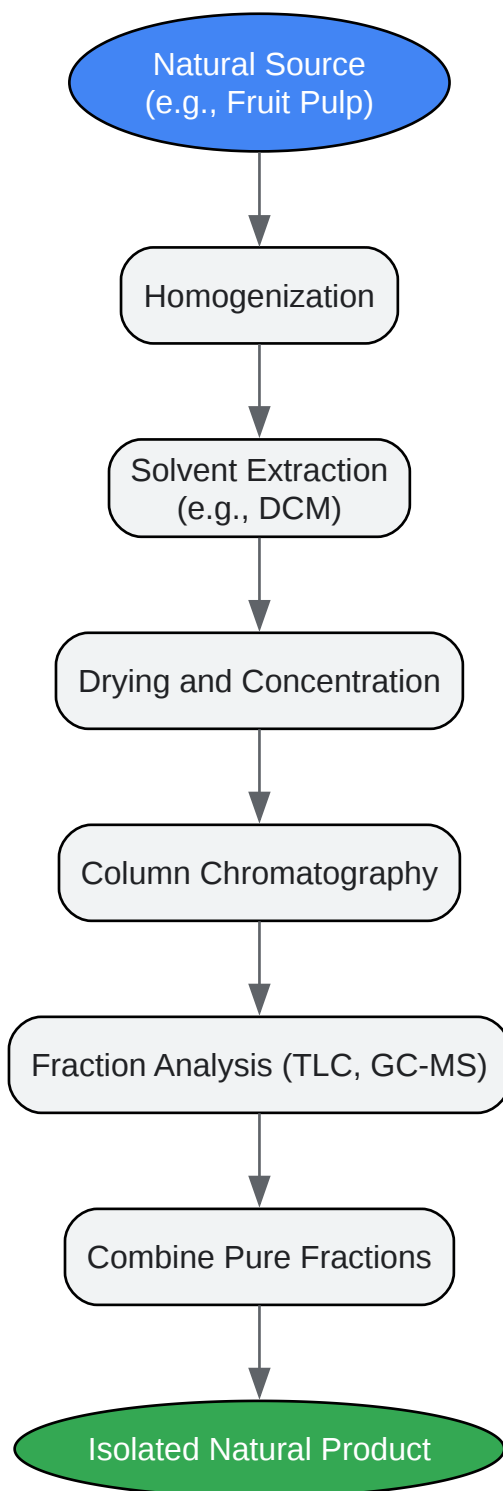 Natural Source
(e.g., Fruit Pulp)
Homogenization
Solvent Extraction
(e.g., DCM)
Drying and Concentration
Column Chromatography
Fraction Analysis (TLC, GC-MS)
Combine Pure Fractions
Isolated Natural Product